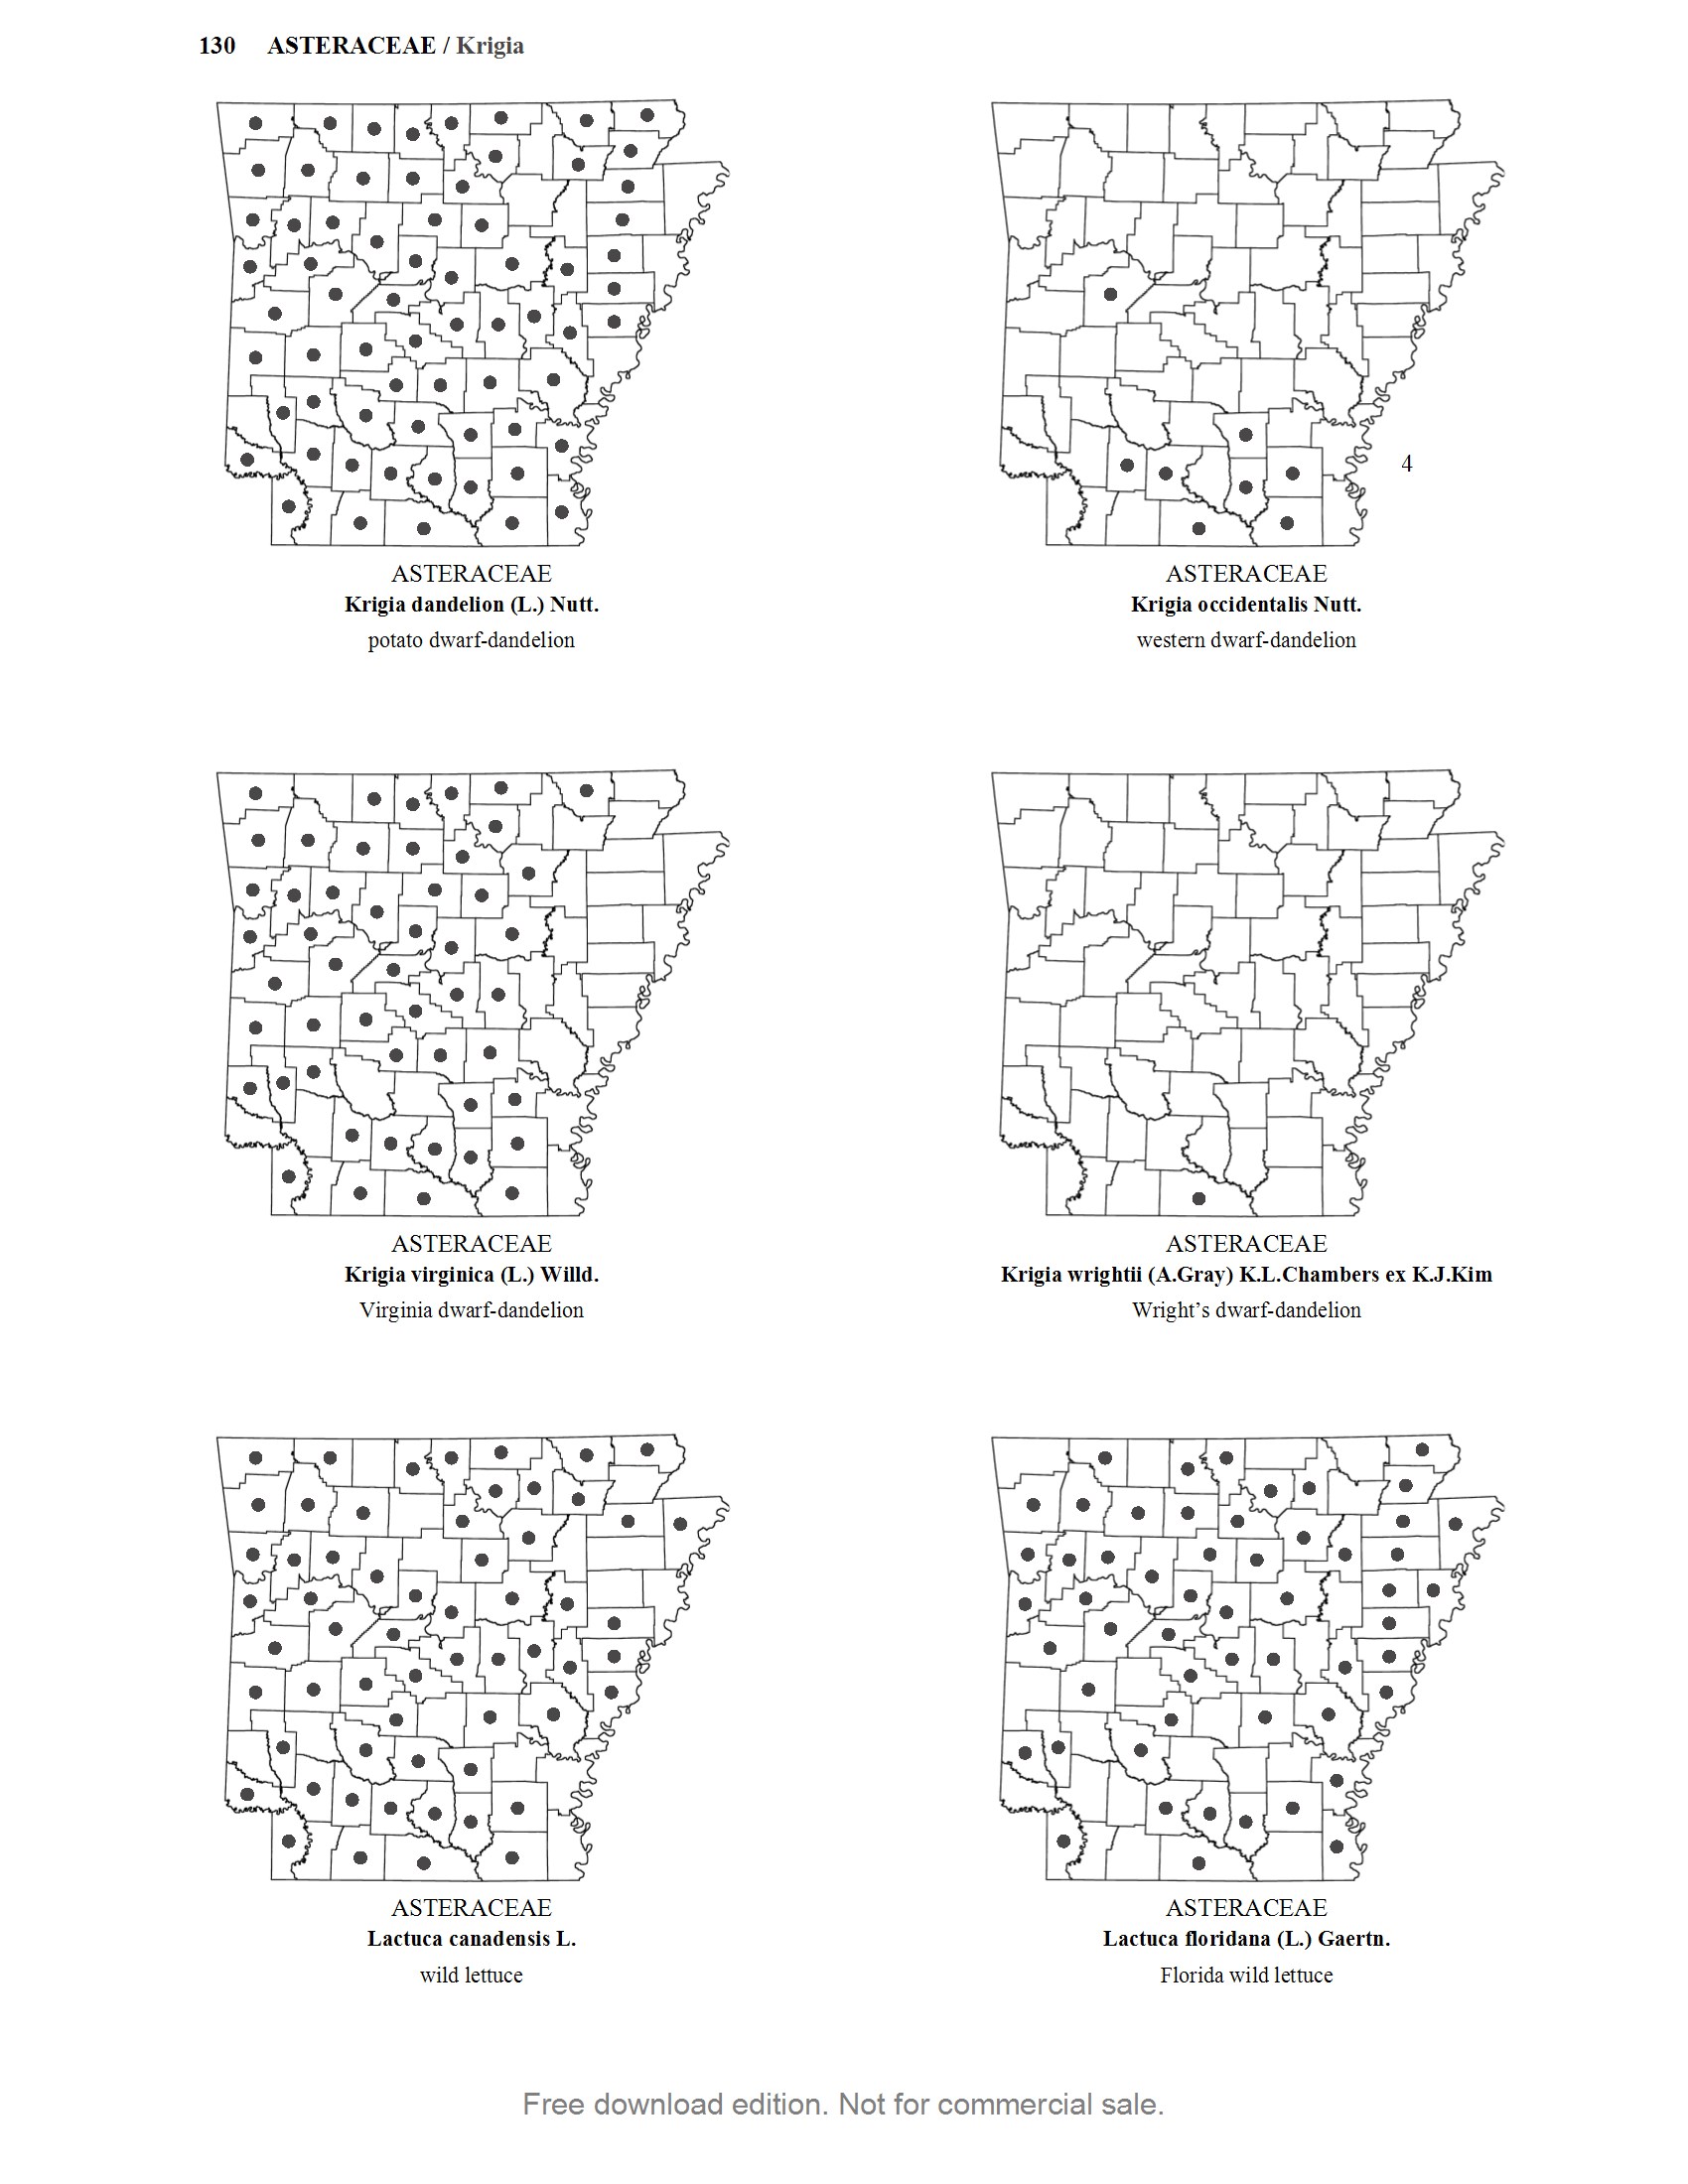 130 ASTERACEAE / Krigia
4
ASTERACEAE
Krigia dandelion (L.) Nutt.
potato dwarf-dandelion
ASTERACEAE
Krigia occidentalis Nutt.
western dwarf-dandelion
ASTERACEAE
Krigia virginica (L.) Willd.
Virginia dwarf-dandelion
ASTERACEAE
Krigia wrightii (A.Gray) K.L.Chambers ex K.J.Kim
Wright’s dwarf-dandelion
ASTERACEAE
Lactuca canadensis L.
wild lettuce
ASTERACEAE
Lactuca floridana (L.) Gaertn.
Florida wild lettuce
Free download edition. Not for commercial sale.